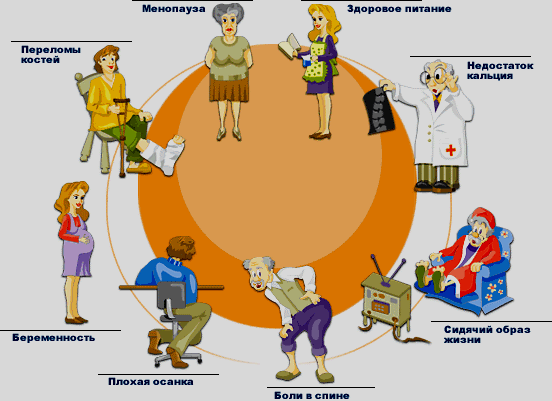 Менопауза
Здоровое питание
Переломы
костей
Недостаток
кальция
Беременность
Сидячий образ
жизни
Плохая осанка
Боли в спине